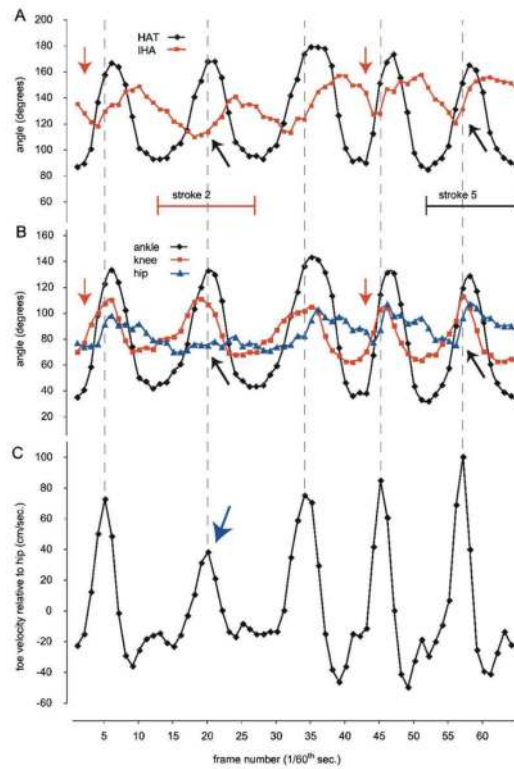 A
HAT
IHA
200
180
160
140
120
100
80
60
angle (degrees)
stroke 2
stroke 5
B
ankle
knee
hip
160
140
120
100
80
60
40
20
0
angle (degrees)
C
100
80
60
40
20
0
-20
-40
-60
toe velocity relative to hip (cm/sec.)
5 10 15 20 25 30 35 40 45 50 55 60
frame number (1/60th sec.)